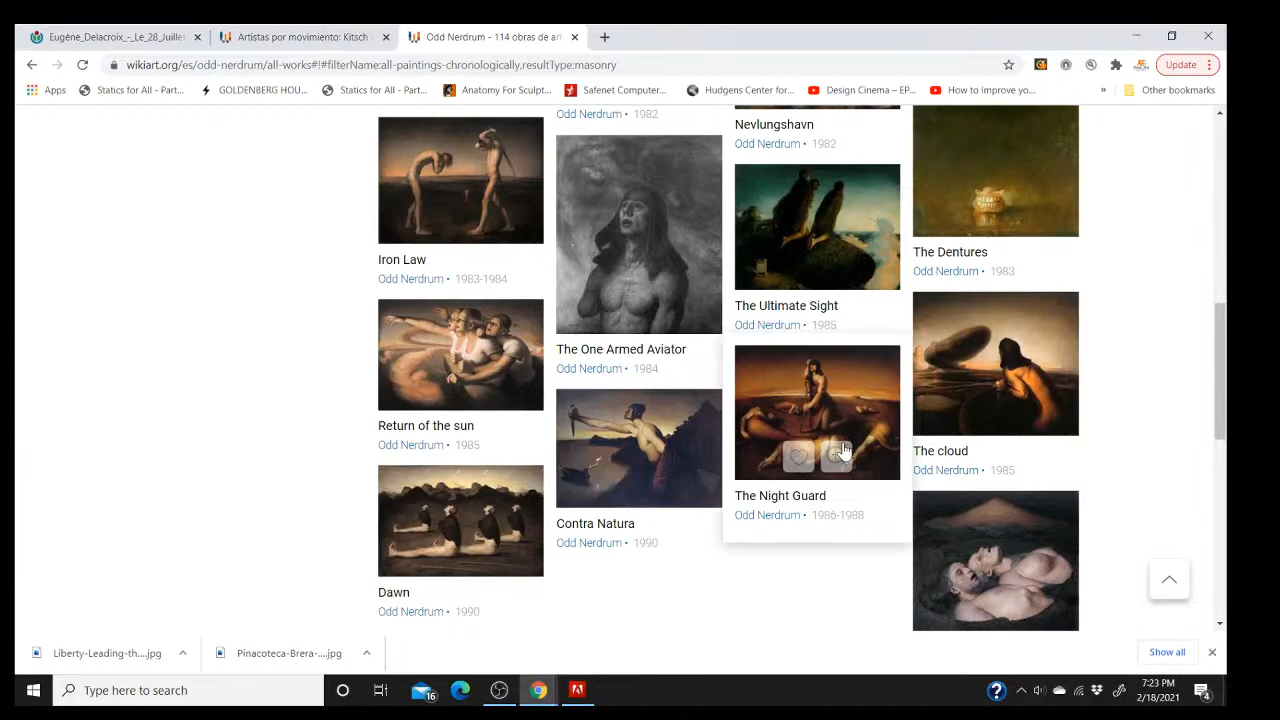 Eugène_Delacroix_-_Le_28_Juillet
Artistas por movimiento: Kitsch -
Odd Nerdrum - 114 obras de art
wikiart.org/es/odd-nerdrum/all-works#!#filterName:all-paintings-chronologically,resultType:masonry
Update
Apps
Statics for All - Part...
GOLDENBERG HOU...
Statics for All - Part...
Anatomy For Sculpt...
Safenet Computer...
Hudgens Center for...
Design Cinema – EP...
How to Improve yo...
»
Other bookmarks
Iron Law
Odd Nerdrum • 1983-1984
Return of the sun
Odd Nerdrum • 1985
Dawn
Odd Nerdrum • 1990
Odd Nerdrum • 1982
The One Armed Aviator
Odd Nerdrum • 1984
Contra Natura
Odd Nerdrum • 1990
Nevlungshavn
Odd Nerdrum • 1982
The Ultimate Sight
Odd Nerdrum • 1985
The Night Guard
Odd Nerdrum • 1986-1988
The Dentures
Odd Nerdrum • 1983
The cloud
Odd Nerdrum • 1985
Liberty-Leading-th....jpg
Pinacoteca-Brera-....jpg
Show all
Type here to search
16
7:23 PM
2/18/2021
4